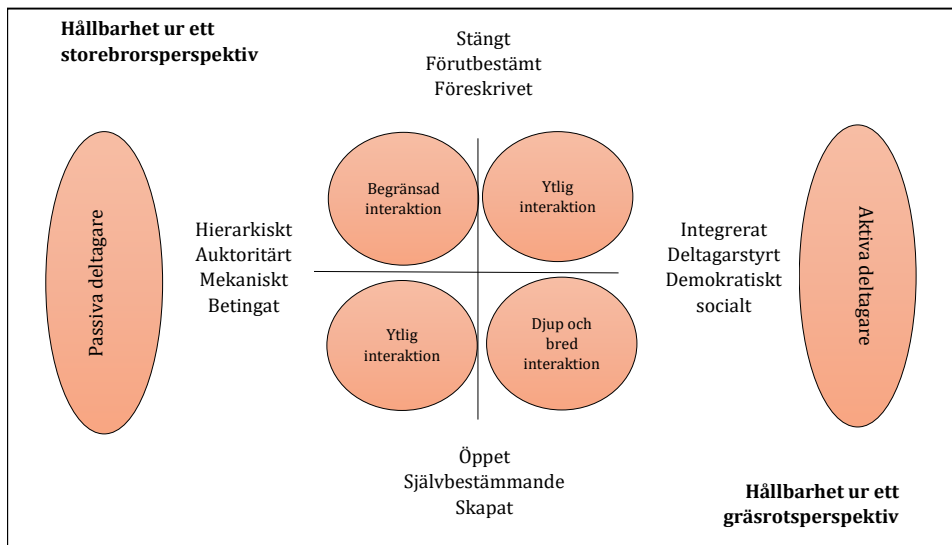 Hållbarhet ur ett
storebrorsperspektiv
Stängt
Förutbestämt
Föreskrivet
Passiva deltagare
Hierarkiskt
Auktoritärt
Mekaniskt
Betingat
Begränsad
interaktion
Ytlig
interaktion
Ytlig
interaktion
Djup och
bred
interaktion
Integrerat
Deltagarstyrt
Demokratiskt
socialt
Aktiva deltagare
Öppet
Självbestämmande
Skapat
Hållbarhet ur ett
gräsrotsperspektiv